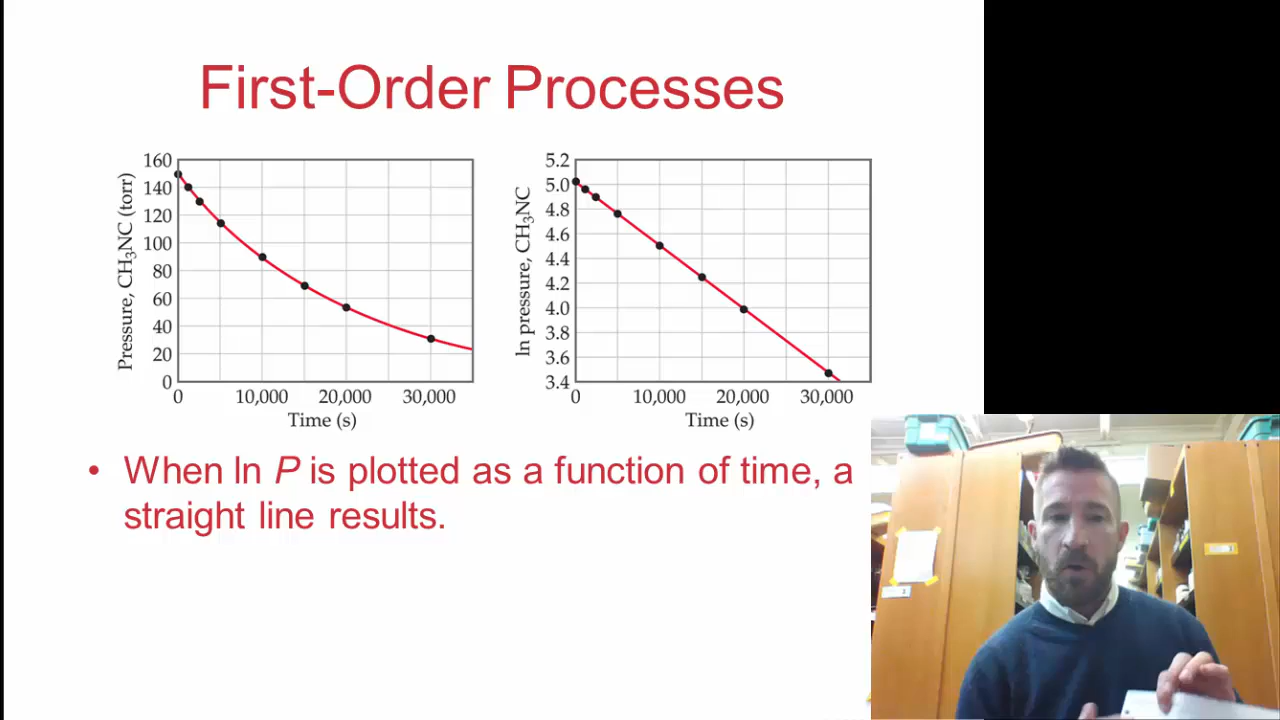 First-Order Processes
Pressure, CH₃NC (torr)
160
140
120
100
80
60
40
20
0
0 10,000 20,000 30,000
Time (s)
ln pressure, CH₃NC
5.2
5.0
4.8
4.6
4.4
4.2
4.0
3.8
3.6
3.4
0 10,000 20,000 30,000
Time (s)
• When ln P is plotted as a function of time, a
straight line results.